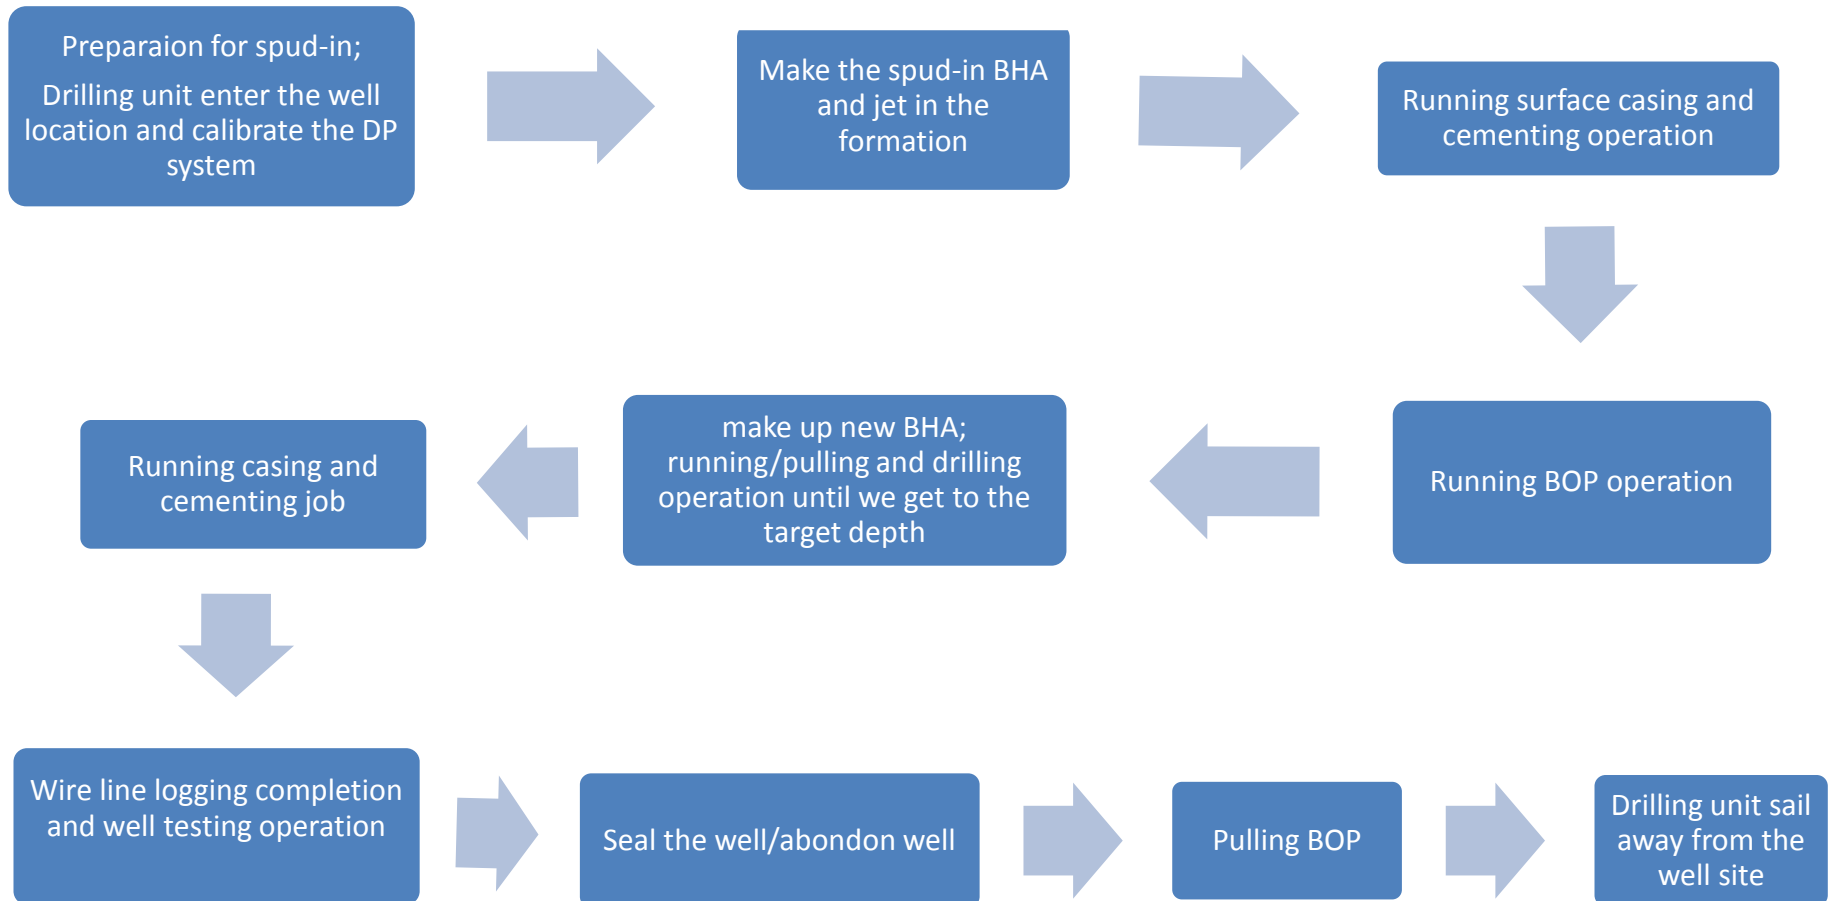 Preparaion for spud-in;
Drilling unit enter the well
location and calibrate the DP
system
Make the spud-in BHA
and jet in the
formation
Running surface casing and
cementing operation
Running BOP operation
make up new BHA;
running/pulling and drilling
operation until we get to the
target depth
Running casing and
cementing job
Wire line logging completion
and well testing operation
Seal the well/abondon well
Pulling BOP
Drilling unit sail
away from the
well site